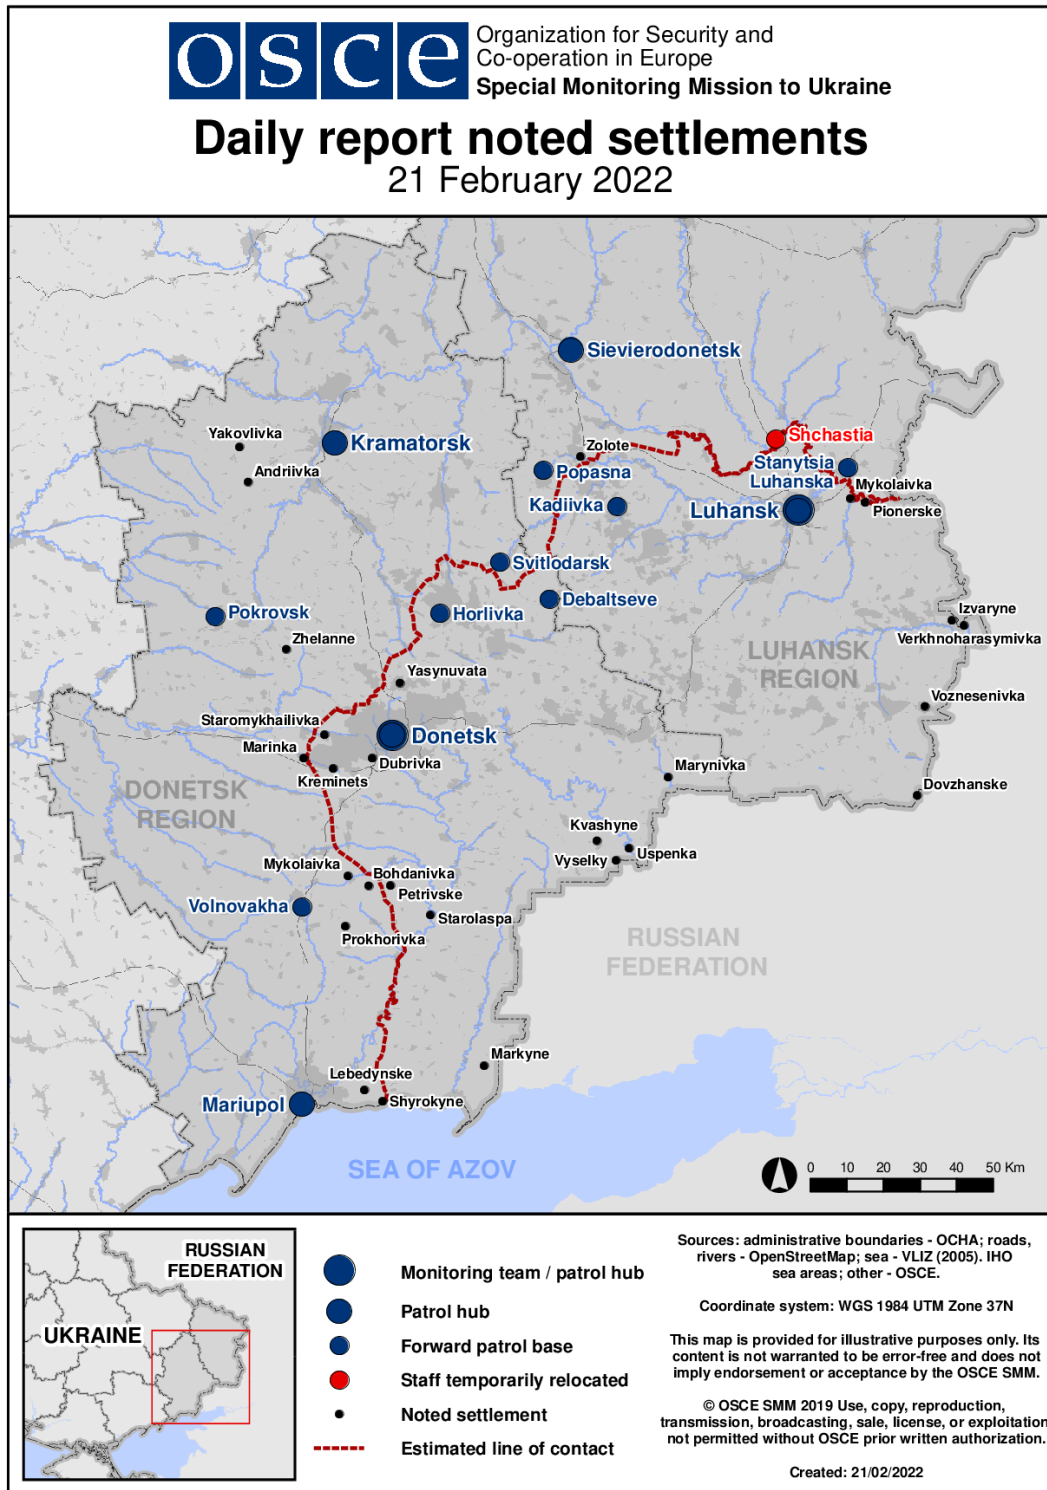 osce
Organization for Security and
Co-operation in Europe
Special Monitoring Mission to Ukraine
Daily report noted settlements
21 February 2022
Sievierodonetsk
Shchastia
Yakovlivka
Kramatorsk
Zolote
Andriivka
Popasna
Stanytsia
Luhanska
Mykolaivka
Kadiivka
Luhansk
Pionerske
Svitlodarsk
Debaltseve
Pokrovsk
Horlivka
Izvaryne
Verkhnoharasymivka
Zhelanne
LUHANSK
REGION
Yasynuvata
Voznesenivka
Staromykhailivka
Donetsk
Marinka
Dubrivka
Kreminets
Marynivka
Dovzhanske
DONETSK
REGION
Kvashyne
Uspenka
Vyselky
Mykolaivka
Bohdanivka
Petrivske
Volnovakha
Starolaspa
Prokhorivka
RUSSIAN
FEDERATION
Markyne
Lebedynske
Mariupol
Shyrokyne
SEA OF AZOV
0 10 20 30 40 50 Km
RUSSIAN
FEDERATION
UKRAINE
Monitoring team / patrol hub
Patrol hub
Forward patrol base
Staff temporarily relocated
Noted settlement
Estimated line of contact
Sources: administrative boundaries - OCHA; roads,
rivers - OpenStreetMap; sea - VLIZ (2005). IHO
sea areas; other - OSCE.
Coordinate system: WGS 1984 UTM Zone 37N
This map is provided for illustrative purposes only. Its
content is not warranted to be error-free and does not
imply endorsement or acceptance by the OSCE SMM.
© OSCE SMM 2019 Use, copy, reproduction,
transmission, broadcasting, sale, license, or exploitation
not permitted without OSCE prior written authorization.
Created: 21/02/2022